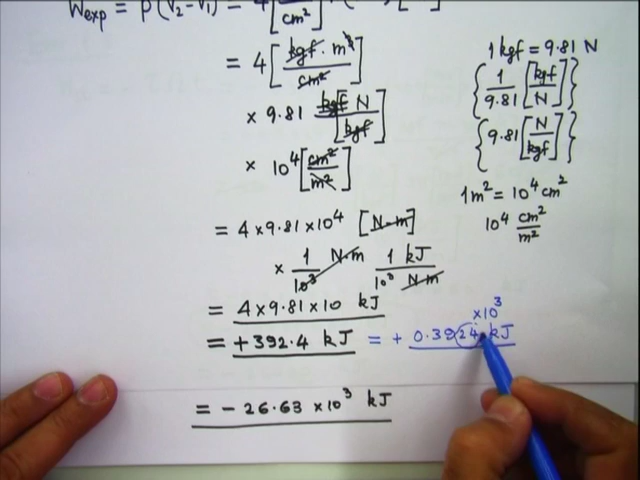 Wexp = P(V2-V1) = 4 [ / cm²]
= 4 [kgf · m³ / cm²]
× 9.81 kgf [N / kgf]
× 10⁴ [cm² / m²]
= 4 × 9.81 × 10⁴ [N-m]
× 1/10³ N-m 1 kJ / 10³ N-m
= 4 × 9.81 × 10 kJ
= +392.4 kJ = + 0.3924 × 10³ kJ
= - 26.63 × 10³ kJ
1 kgf = 9.81 N
{ 1/9.81 [kgf / N] }
{ 9.81 [N / kgf] }
1 m² = 10⁴ cm²
10⁴ cm² / m²